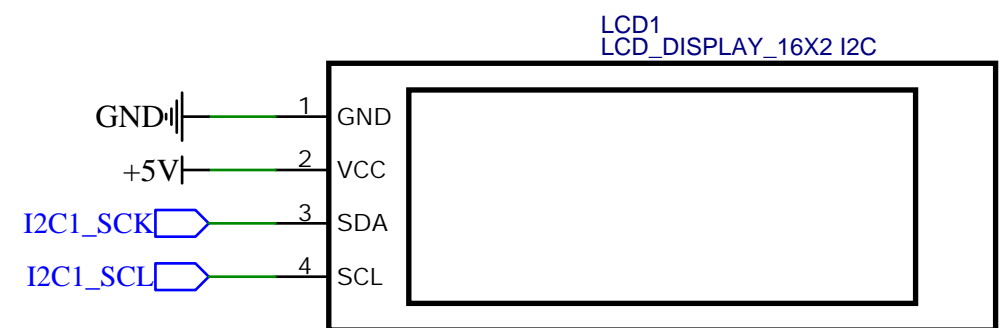 LCD1
LCD_DISPLAY_16X2 I2C
GND 1 GND
+5V 2 VCC
I2C1_SCK 3 SDA
I2C1_SCL 4 SCL